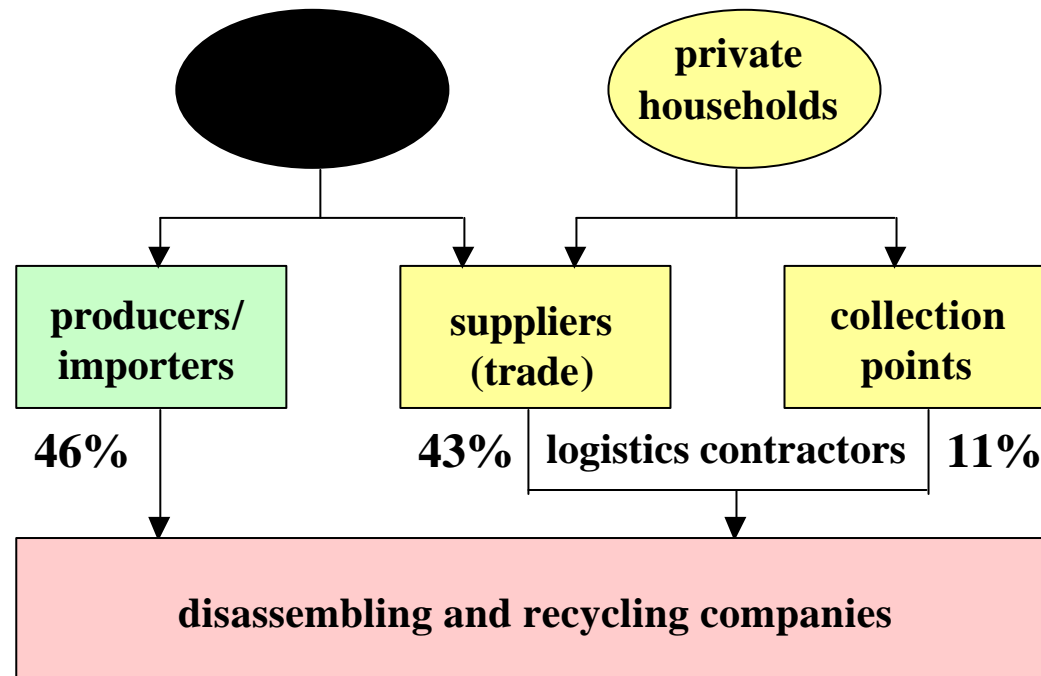 private
households
producers/
importers
suppliers
(trade)
collection
points
46%
43%
logistics contractors
11%
disassembling and recycling companies